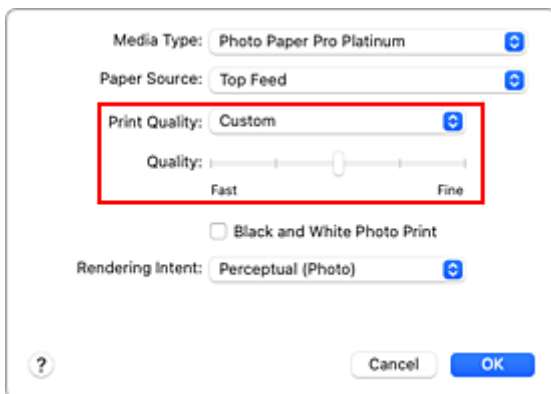 Media Type: Photo Paper Pro Platinum
Paper Source: Top Feed
Print Quality: Custom
Quality:
Fast Fine
Black and White Photo Print
Rendering Intent: Perceptual (Photo)
? Cancel OK